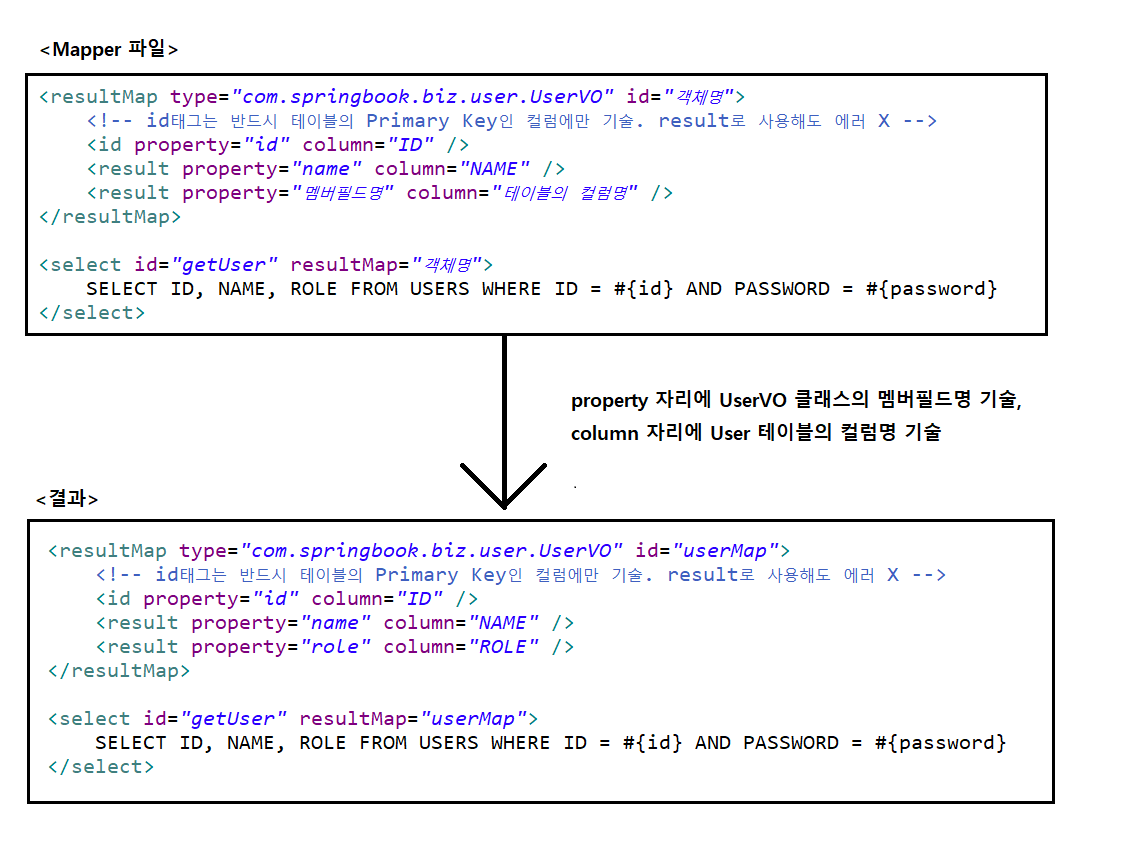 <Mapper 파일>
<resultMap type="com.springbook.biz.user.UserVO" id="객체명">
<!-- id태그는 반드시 테이블의 Primary Key인 컬럼에만 기술. result로 사용해도 에러 X -->
<id property="id" column="ID" />
<result property="name" column="NAME" />
<result property="멤버필드명" column="테이블의 컬럼명" />
</resultMap>
<select id="getUser" resultMap="객체명">
SELECT ID, NAME, ROLE FROM USERS WHERE ID = #{id} AND PASSWORD = #{password}
</select>
property 자리에 UserVO 클래스의 멤버필드명 기술,
column 자리에 User 테이블의 컬럼명 기술
.
<결과>
<resultMap type="com.springbook.biz.user.UserVO" id="userMap">
<!-- id태그는 반드시 테이블의 Primary Key인 컬럼에만 기술. result로 사용해도 에러 X -->
<id property="id" column="ID" />
<result property="name" column="NAME" />
<result property="role" column="ROLE" />
</resultMap>
<select id="getUser" resultMap="userMap">
SELECT ID, NAME, ROLE FROM USERS WHERE ID = #{id} AND PASSWORD = #{password}
</select>